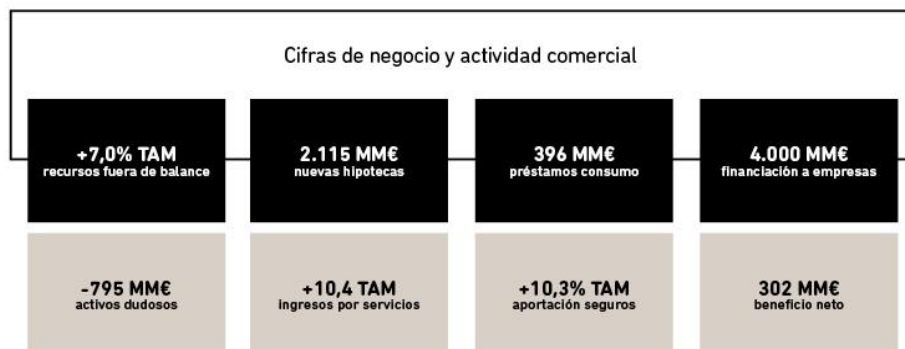 Cifras de negocio y actividad comercial
+7,0% TAM
recursos fuera de balance
2.115 MM€
nuevas hipotecas
396 MM€
préstamos consumo
4.000 MM€
financiación a empresas
-795 MM€
activos dudosos
+10,4 TAM
ingresos por servicios
+10,3% TAM
aportación seguros
302 MM€
beneficio neto